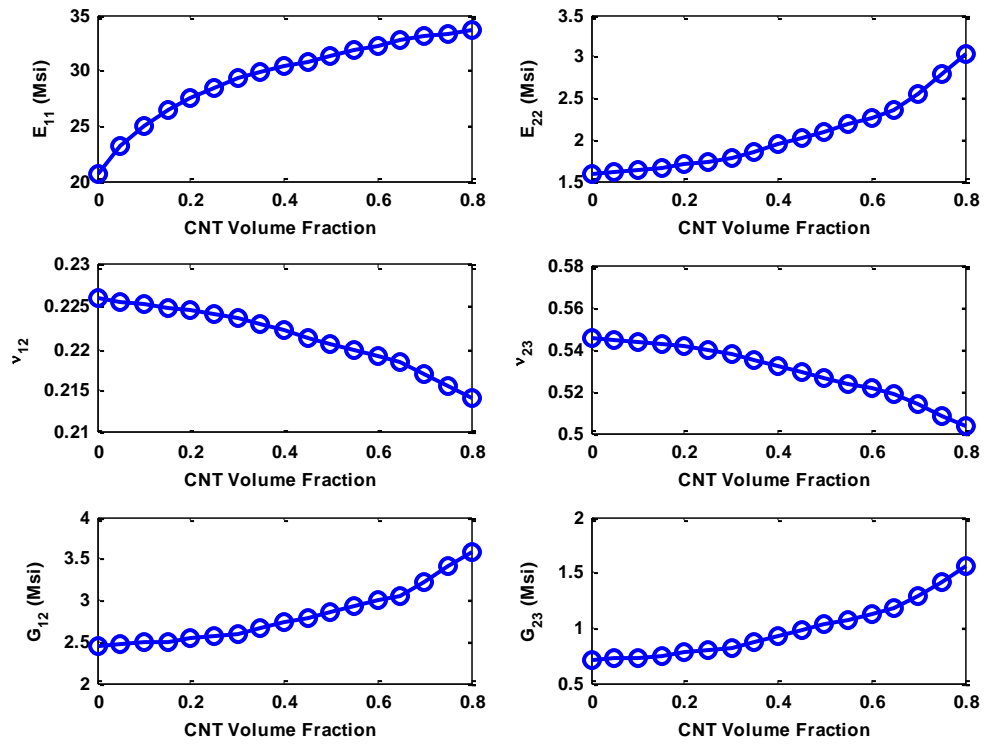 35
30
25
20
E11 (Msi)
0 0.2 0.4 0.6 0.8
CNT Volume Fraction
3.5
3
2.5
2
1.5
E22 (Msi)
0 0.2 0.4 0.6 0.8
CNT Volume Fraction
0.23
0.225
0.22
0.215
0.21
ν12
0 0.2 0.4 0.6 0.8
CNT Volume Fraction
0.58
0.56
0.54
0.52
0.5
ν23
0 0.2 0.4 0.6 0.8
CNT Volume Fraction
4
3.5
3
2.5
2
G12 (Msi)
0 0.2 0.4 0.6 0.8
CNT Volume Fraction
2
1.5
1
0.5
G23 (Msi)
0 0.2 0.4 0.6 0.8
CNT Volume Fraction